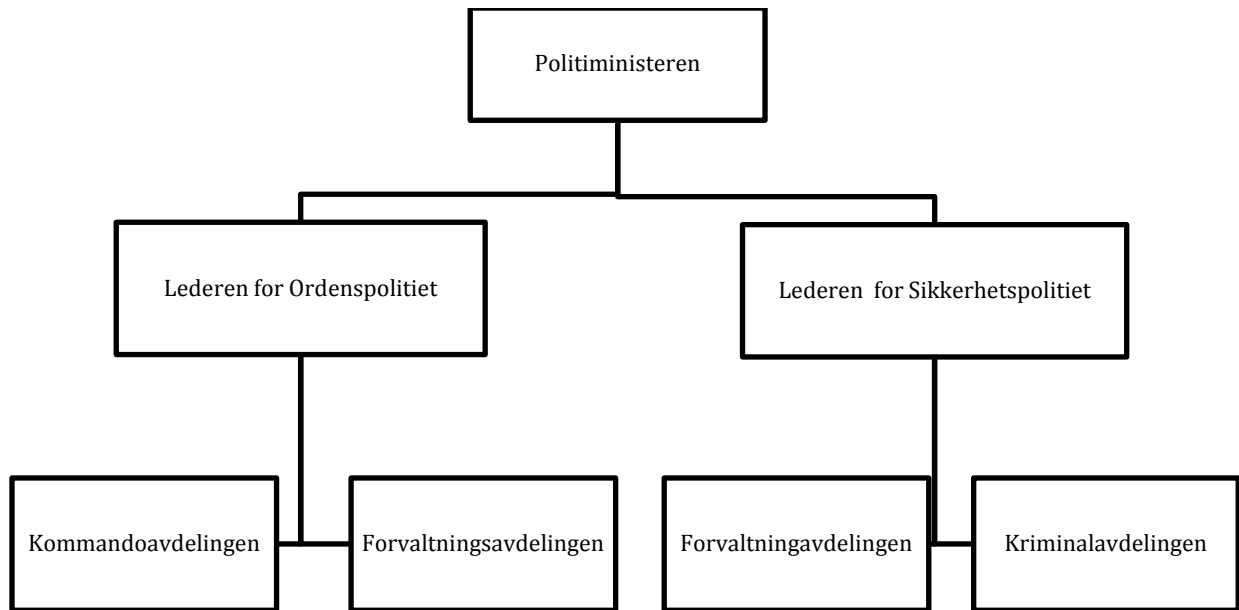 Politiministeren
Lederen for Ordenspolitiet
Lederen  for Sikkerhetspolitiet
Kommandoavdelingen
Forvaltningsavdelingen
Forvaltningavdelingen
Kriminalavdelingen